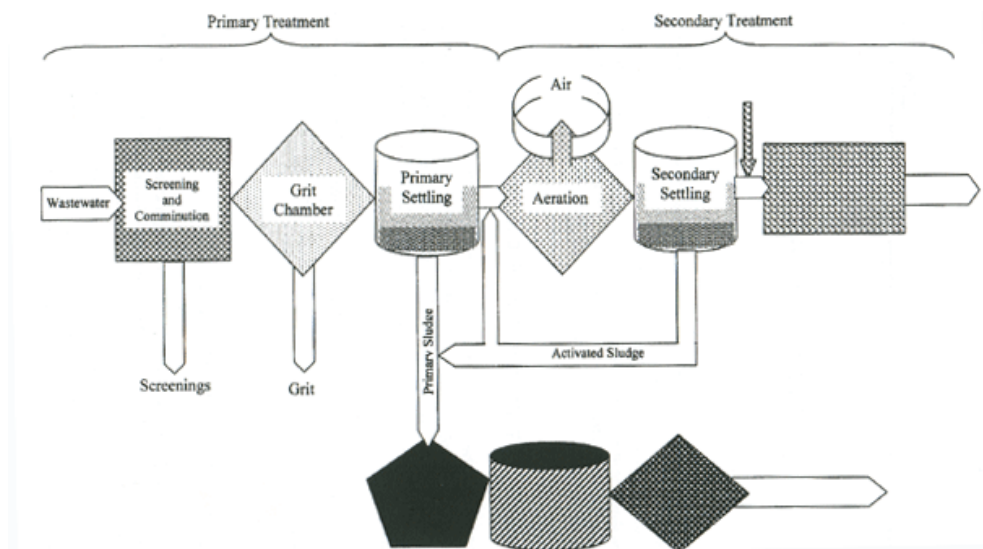 Primary Treatment
Secondary Treatment
Air
Wastewater
Screening
and
Comminution
Grit
Chamber
Primary
Settling
Aeration
Secondary
Settling
Primary Sludge
Activated Sludge
Screenings
Grit